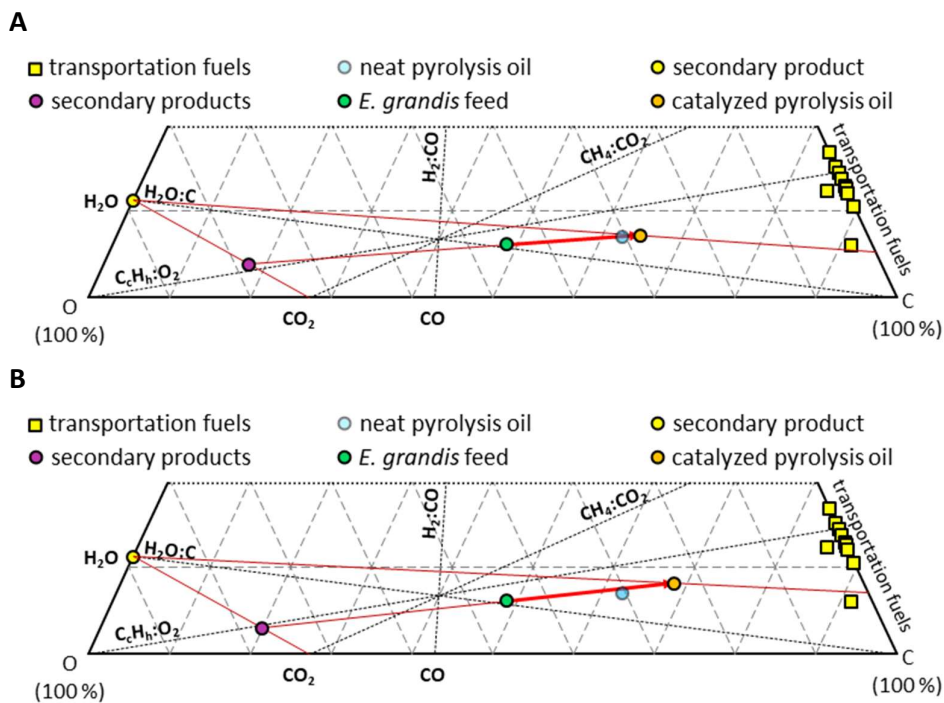 A
transportation fuels
neat pyrolysis oil
secondary product
secondary products
E. grandis feed
catalyzed pyrolysis oil
transportation fuels
H₂:CO
CH₄:CO₂
H₂O
H₂O:C
CcHh:O₂
O
(100 %)
CO₂
CO
C
(100 %)
B
transportation fuels
neat pyrolysis oil
secondary product
secondary products
E. grandis feed
catalyzed pyrolysis oil
transportation fuels
H₂:CO
CH₄:CO₂
H₂O
H₂O:C
CcHh:O₂
O
(100 %)
CO₂
CO
C
(100 %)